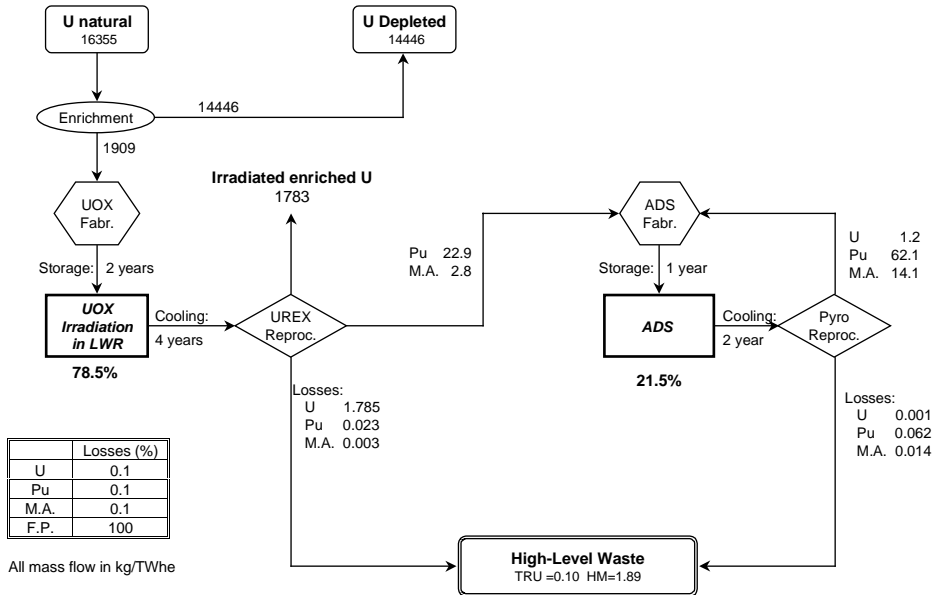 U natural
16355
U Depleted
14446
Enrichment
14446
1909
UOX
Fabr.
Irradiated enriched U
1783
ADS
Fabr.
Pu 22.9
M.A. 2.8
U 1.2
Pu 62.1
M.A. 14.1
Storage: 2 years
Storage: 1 year
UOX
Irradiation
in LWR
Cooling:
4 years
UREX
Reproc.
ADS
Cooling:
2 year
Pyro
Reproc.
78.5%
21.5%
Losses:
U 1.785
Pu 0.023
M.A. 0.003
Losses:
U 0.001
Pu 0.062
M.A. 0.014
Losses (%)
U 0.1
Pu 0.1
M.A. 0.1
F.P. 100
All mass flow in kg/TWhe
High-Level Waste
TRU =0.10 HM=1.89